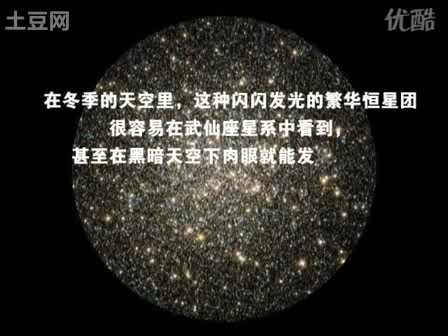 土豆网
优酷
在冬季的天空里，这种闪闪发光的繁华恒星团
很容易在武仙座星系中看到，
甚至在黑暗天空下肉眼就能发